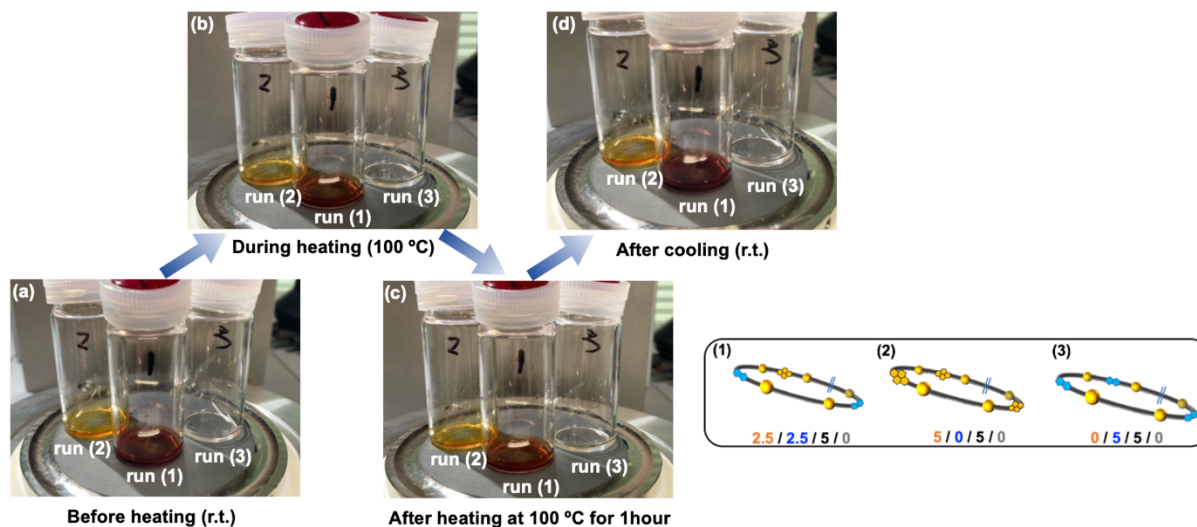 (b)
2
1
3
run (2)
run (1)
run (3)
During heating (100 ºC)
(d)
2
1
3
run (2)
run (1)
run (3)
After cooling (r.t.)
(a)
2
1
3
run (2)
run (1)
run (3)
Before heating (r.t.)
(c)
2
1
3
run (2)
run (1)
run (3)
After heating at 100 ºC for 1hour
(1) (2) (3)
2.5 / 2.5 / 5 / 0 5 / 0 / 5 / 0 0 / 5 / 5 / 0